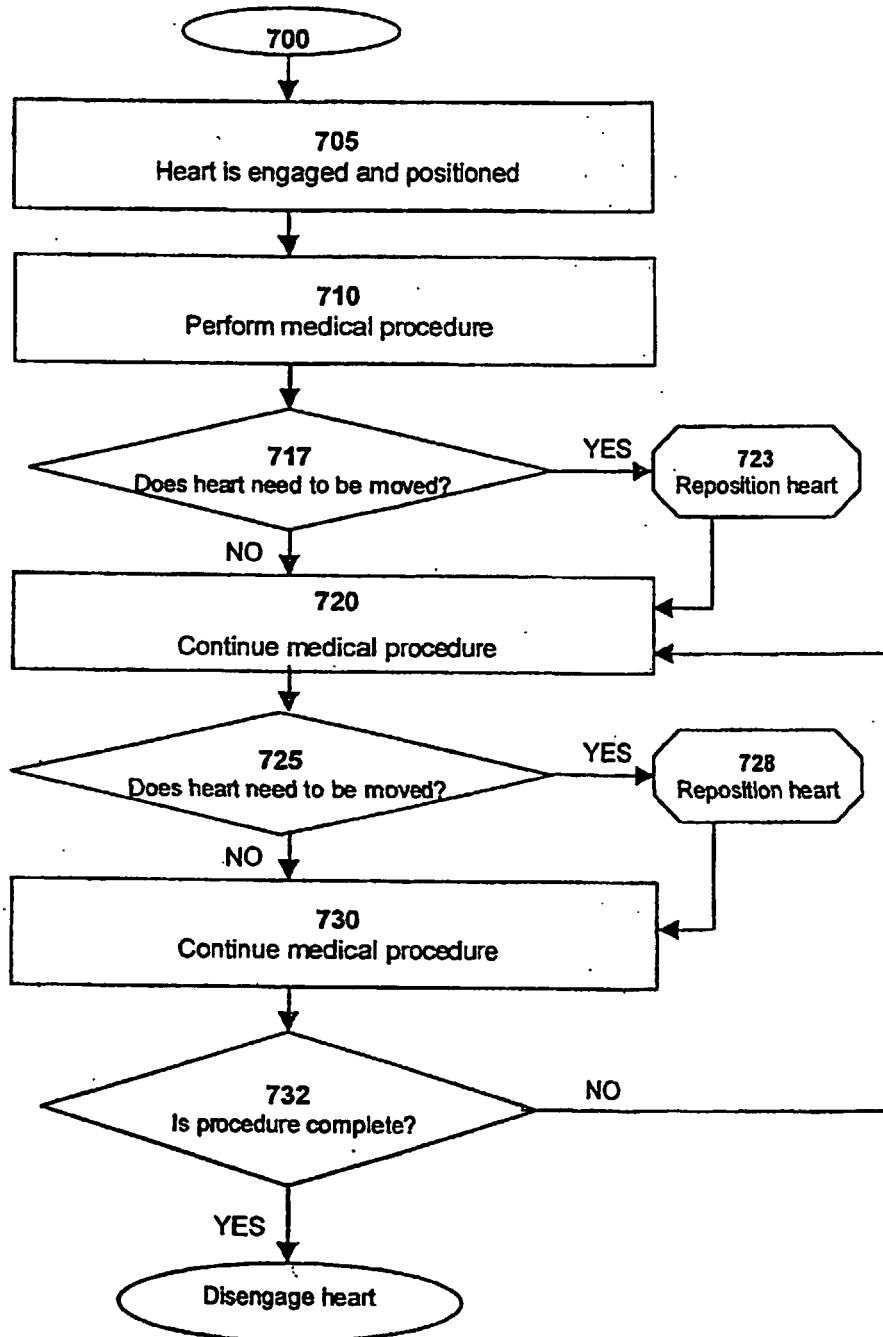 700
705
Heart is engaged and positioned
710
Perform medical procedure
717
Does heart need to be moved?
YES
723
Reposition heart
NO
720
Continue medical procedure
725
Does heart need to be moved?
YES
728
Reposition heart
NO
730
Continue medical procedure
732
Is procedure complete?
NO
YES
Disengage heart